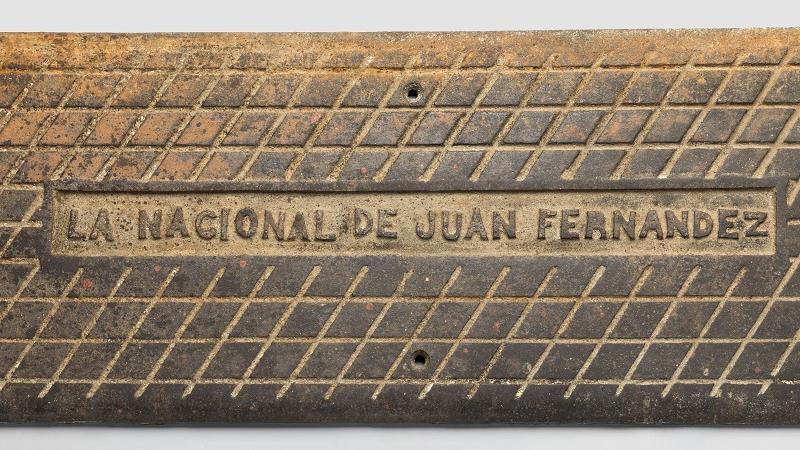 LA NACIONAL DE JUAN FERNANDEZ